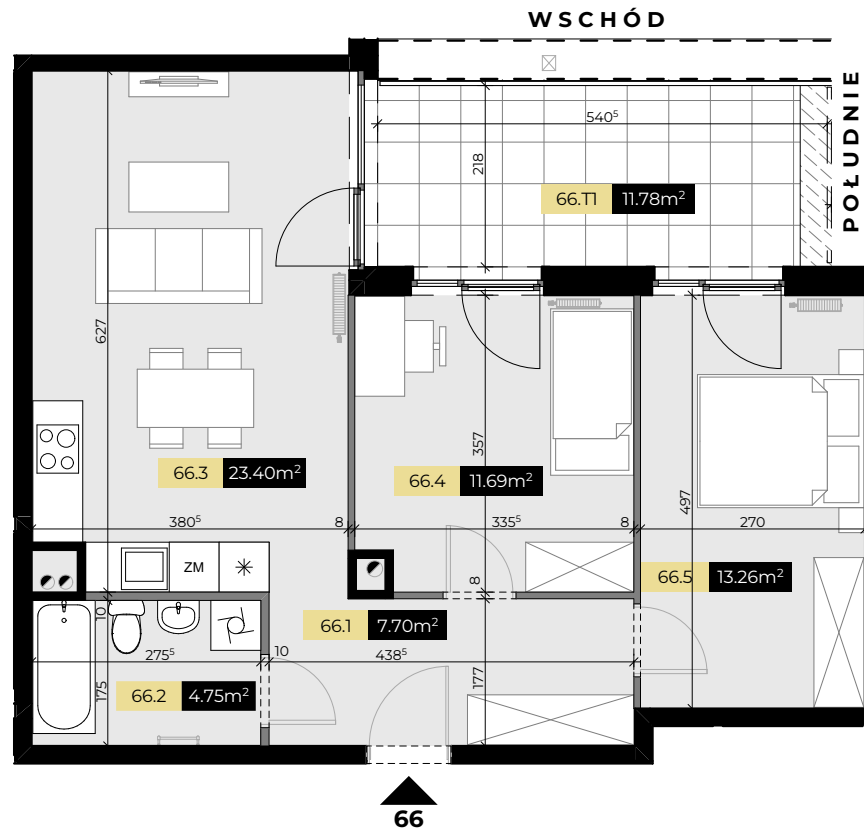 WSCHÓD
POŁUDNIE
540⁵
218
66.T1 11.78m²
627
357
497
66.3 23.40m²
66.4 11.69m²
380⁵
8
335⁵
8
270
ZM
66.5 13.26m²
8
10
66.1 7.70m²
275⁵
10
438⁵
175
66.2 4.75m²
177
66